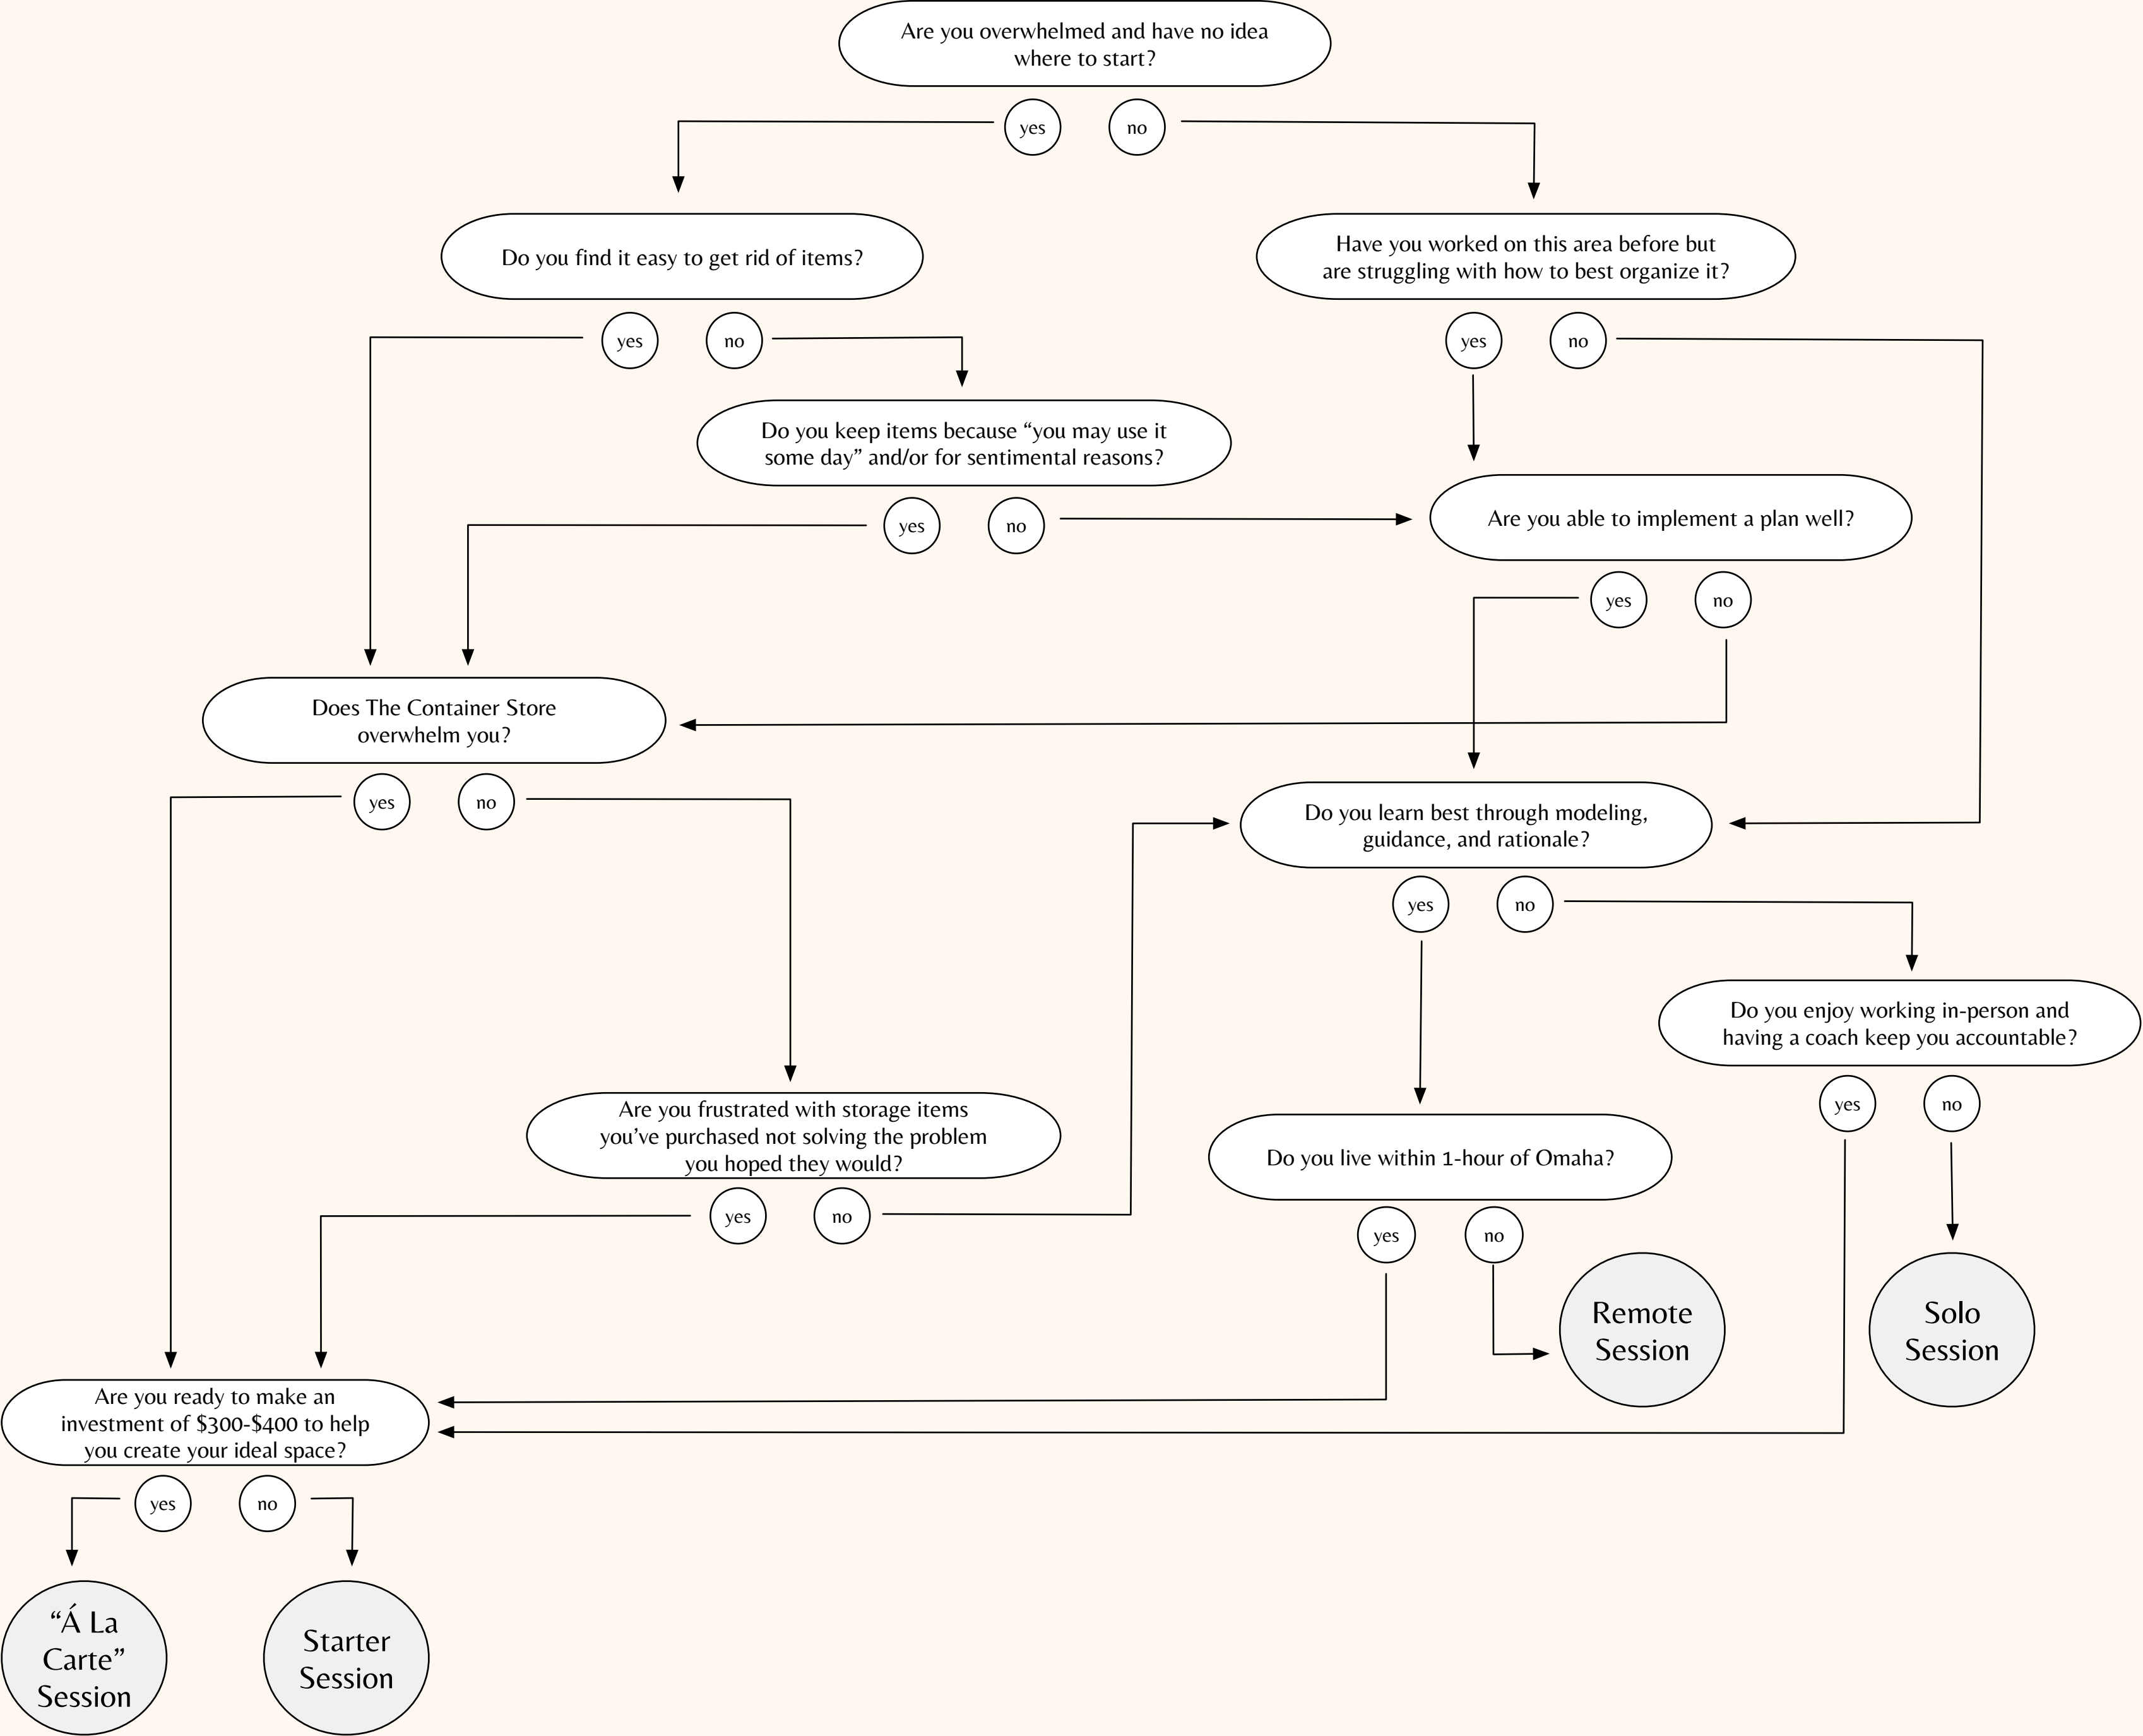 Are you overwhelmed and have no idea
where to start?
yes
no
Do you find it easy to get rid of items?
yes
no
Have you worked on this area before but
are struggling with how to best organize it?
yes
no
Do you keep items because “you may use it
some day” and/or for sentimental reasons?
yes
no
Are you able to implement a plan well?
yes
no
Does The Container Store
overwhelm you?
yes
no
Do you learn best through modeling,
guidance, and rationale?
yes
no
Do you enjoy working in-person and
having a coach keep you accountable?
yes
no
Are you frustrated with storage items
you’ve purchased not solving the problem
you hoped they would?
yes
no
Do you live within 1-hour of Omaha?
yes
no
Remote
Session
Solo
Session
Are you ready to make an
investment of $300-$400 to help
you create your ideal space?
yes
no
“Á La
Carte”
Session
Starter
Session